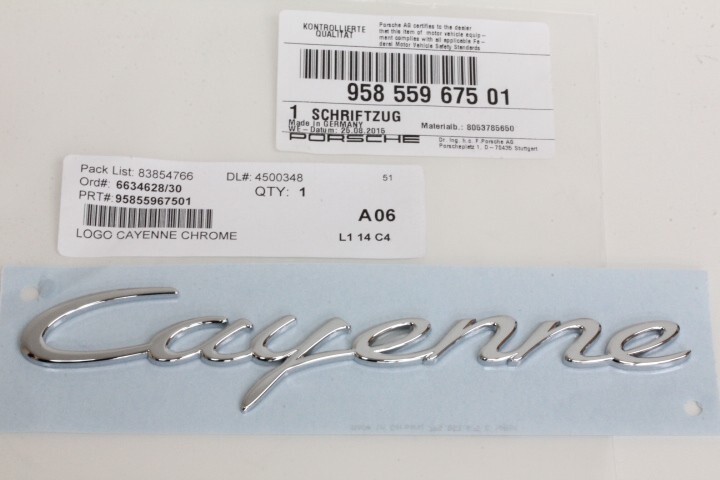 KONTROLLIERTE
QUALITÄT
Porsche AG certifies to the dealer
that this item of motor vehicle equip-
ment complies with all applicable Fe-
deral Motor Vehicle Safety Standards
958 559 675 01
1 SCHRIFTZUG
Made in GERMANY
Materialb.: 8053785650
WE-Datum: 26.08.2015
PORSCHE
Dr. Ing. h.c. F. Porsche AG
Porscheplatz 1, D-70435 Stuttgart
Pack List: 83854766
DL#: 4500348
51
Ord#: 6634628/30
QTY: 1
PRT#: 95855967501
A06
LOGO CAYENNE CHROME
L1 14 C4
Cayenne